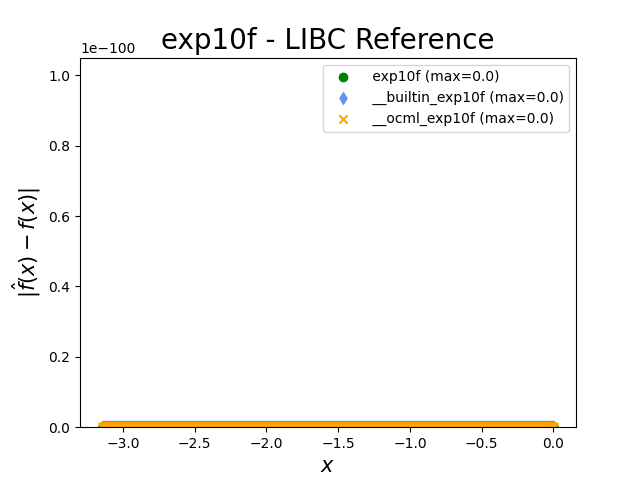 exp10f - LIBC Reference
1e−100
exp10f (max=0.0)
__builtin_exp10f (max=0.0)
__ocml_exp10f (max=0.0)
1.0
0.8
0.6
0.4
0.2
0.0
|f̂(x) − f(x)|
−3.0 −2.5 −2.0 −1.5 −1.0 −0.5 0.0
x